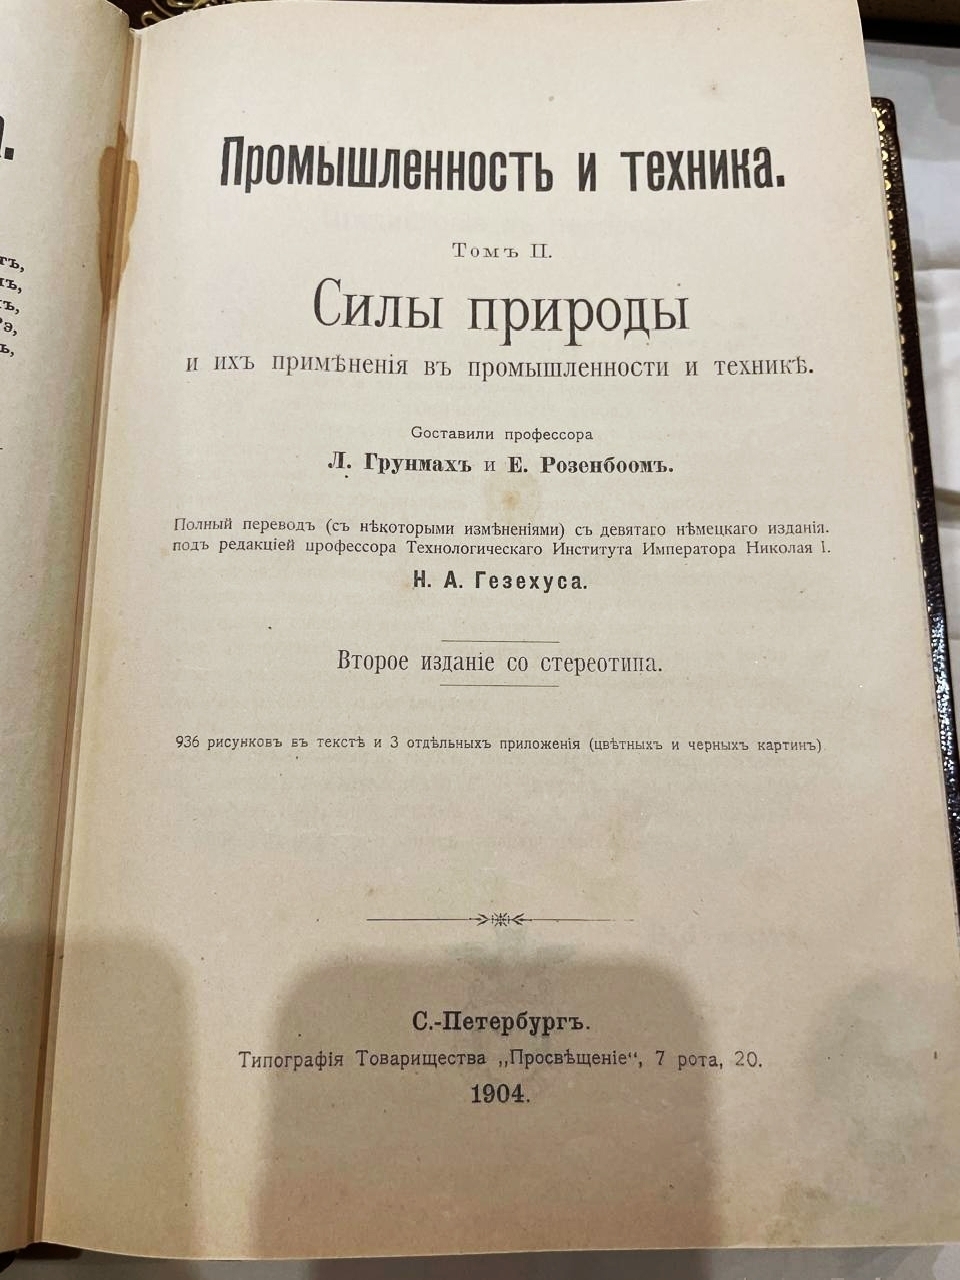 Промышленность и техника.
Томъ II.
Силы природы
и ихъ примѣненія въ промышленности и техникѣ.
Составили профессора
Л. Грунмахъ и Е. Розенбоомъ.
Полный переводъ (съ нѣкоторыми измѣненіями) съ девятаго нѣмецкаго изданія.
подъ редакціей профессора Технологическаго Института Императора Николая I.
Н. А. Гезехуса.
Второе изданіе со стереотипа.
936 рисунковъ въ текстѣ и 3 отдѣльныхъ приложенія (цвѣтныхъ и черныхъ картинъ)
С.-Петербургъ.
Типографія Товарищества „Просвѣщеніе“, 7 рота, 20.
1904.